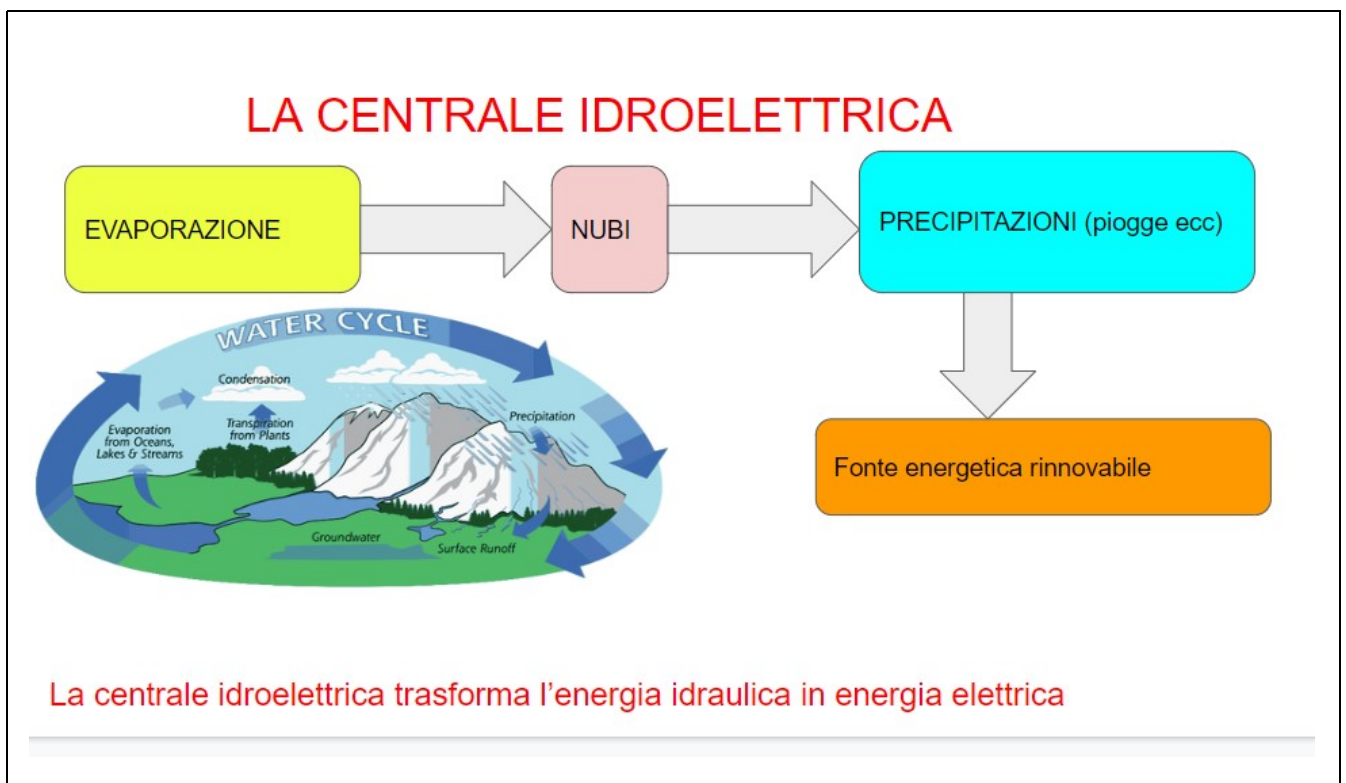 LA CENTRALE IDROELETTRICA
EVAPORAZIONE
NUBI
PRECIPITAZIONI (piogge ecc)
WATER CYCLE
Condensation
Precipitation
Evaporation
from Oceans,
Lakes & Streams
Transpiration
from Plants
Groundwater
Surface Runoff
Fonte energetica rinnovabile
La centrale idroelettrica trasforma l'energia idraulica in energia elettrica